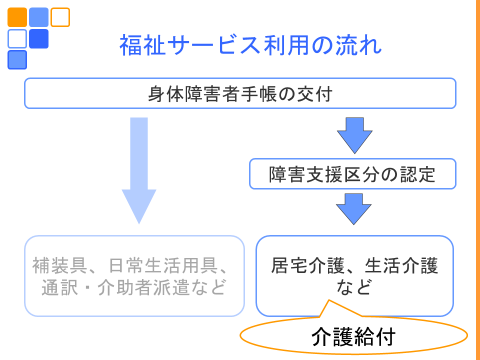 福祉サービス利用の流れ
身体障害者手帳の交付
障害支援区分の認定
補装具、日常生活用具、
通訳・介助者派遣など
居宅介護、生活介護
など
介護給付